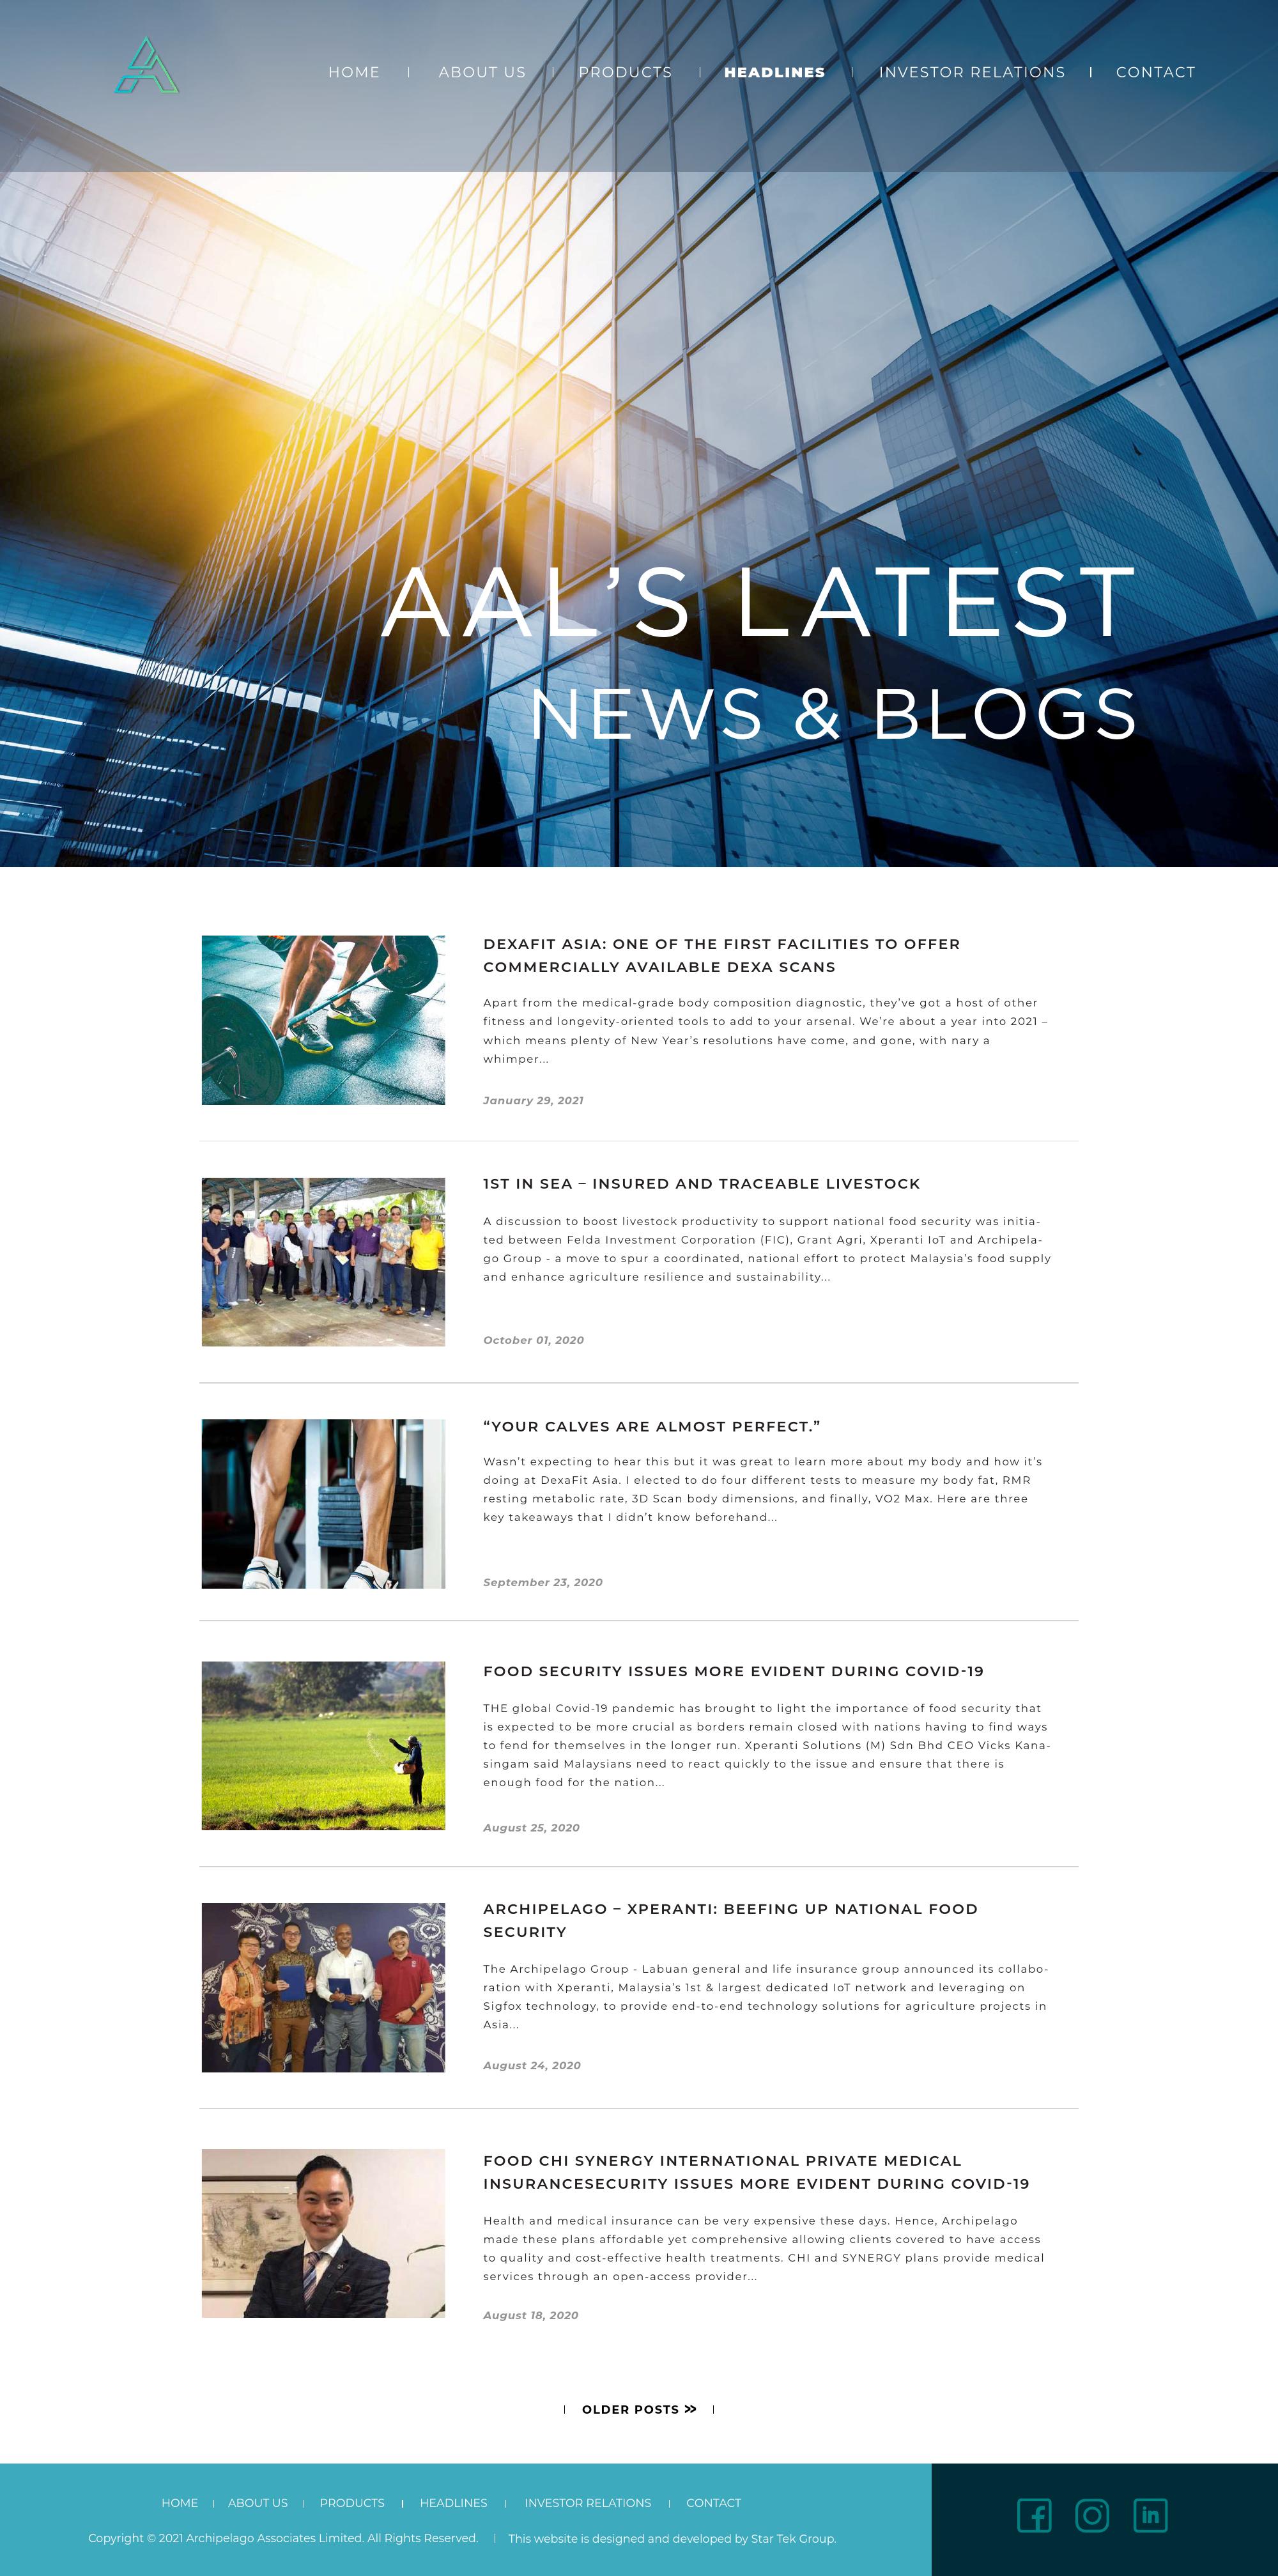 HOME | ABOUT US | PRODUCTS | HEADLINES | INVESTOR RELATIONS | CONTACT
AAL’S LATEST
NEWS & BLOGS
DEXAFIT ASIA: ONE OF THE FIRST FACILITIES TO OFFER
COMMERCIALLY AVAILABLE DEXA SCANS
Apart from the medical-grade body composition diagnostic, they’ve got a host of other
fitness and longevity-oriented tools to add to your arsenal. We’re about a year into 2021 –
which means plenty of New Year’s resolutions have come, and gone, with nary a
whimper...
January 29, 2021
1ST IN SEA – INSURED AND TRACEABLE LIVESTOCK
A discussion to boost livestock productivity to support national food security was initia-
ted between Felda Investment Corporation (FIC), Grant Agri, Xperanti IoT and Archipela-
go Group - a move to spur a coordinated, national effort to protect Malaysia’s food supply
and enhance agriculture resilience and sustainability...
October 01, 2020
“YOUR CALVES ARE ALMOST PERFECT.”
Wasn’t expecting to hear this but it was great to learn more about my body and how it’s
doing at DexaFit Asia. I elected to do four different tests to measure my body fat, RMR
resting metabolic rate, 3D Scan body dimensions, and finally, VO2 Max. Here are three
key takeaways that I didn’t know beforehand...
September 23, 2020
FOOD SECURITY ISSUES MORE EVIDENT DURING COVID-19
THE global Covid-19 pandemic has brought to light the importance of food security that
is expected to be more crucial as borders remain closed with nations having to find ways
to fend for themselves in the longer run. Xperanti Solutions (M) Sdn Bhd CEO Vicks Kana-
singam said Malaysians need to react quickly to the issue and ensure that there is
enough food for the nation...
August 25, 2020
ARCHIPELAGO – XPERANTI: BEEFING UP NATIONAL FOOD
SECURITY
The Archipelago Group - Labuan general and life insurance group announced its collabo-
ration with Xperanti, Malaysia’s 1st & largest dedicated IoT network and leveraging on
Sigfox technology, to provide end-to-end technology solutions for agriculture projects in
Asia...
August 24, 2020
FOOD CHI SYNERGY INTERNATIONAL PRIVATE MEDICAL
INSURANCESECURITY ISSUES MORE EVIDENT DURING COVID-19
Health and medical insurance can be very expensive these days. Hence, Archipelago
made these plans affordable yet comprehensive allowing clients covered to have access
to quality and cost-effective health treatments. CHI and SYNERGY plans provide medical
services through an open-access provider...
August 18, 2020
| OLDER POSTS » |
HOME | ABOUT US | PRODUCTS | HEADLINES | INVESTOR RELATIONS | CONTACT
Copyright © 2021 Archipelago Associates Limited. All Rights Reserved. | This website is designed and developed by Star Tek Group.